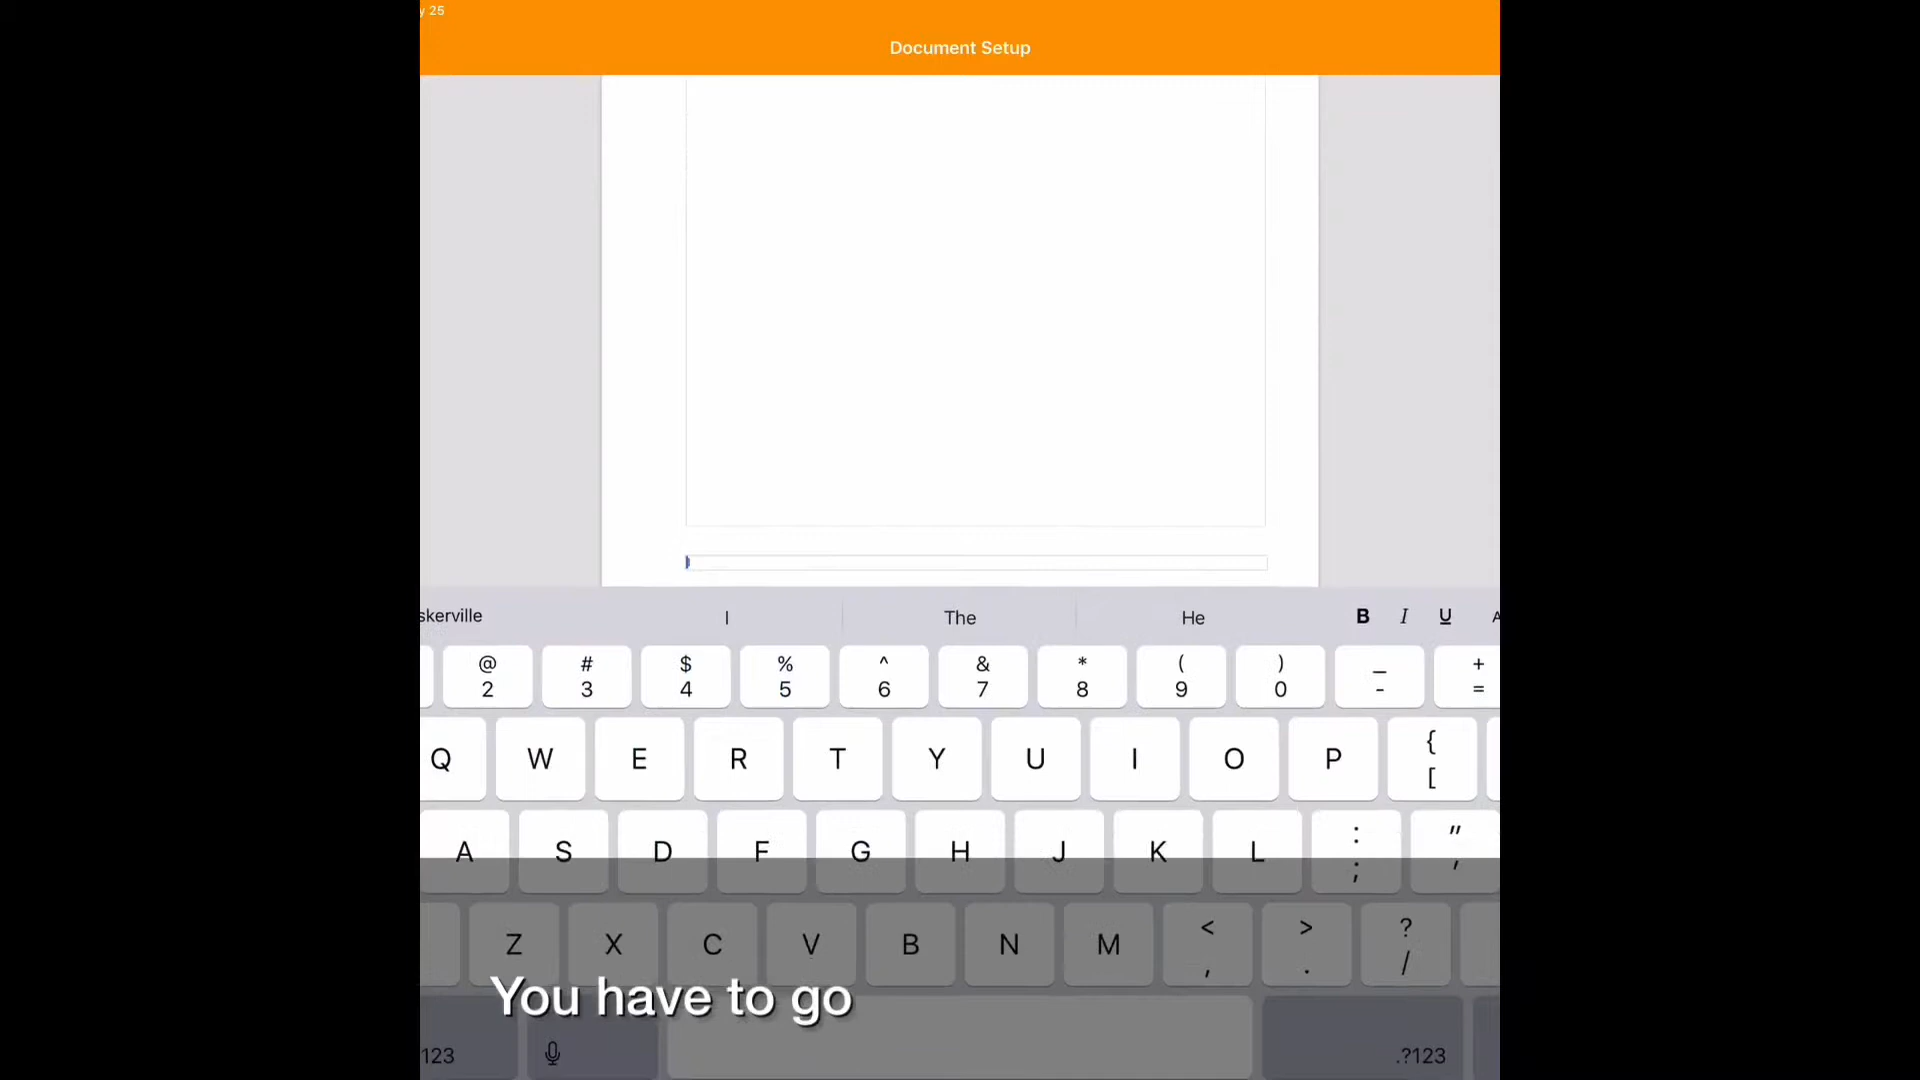 y 25
Document Setup
skerville
I The He B I U A
@ # $ % ^ & * ( ) _ +
2 3 4 5 6 7 8 9 0 - =
Q W E R T Y U I O P { [
A S D F G H J K L : ; " '
Z X C V B N M < , > . ? /
You have to go
123 .?123